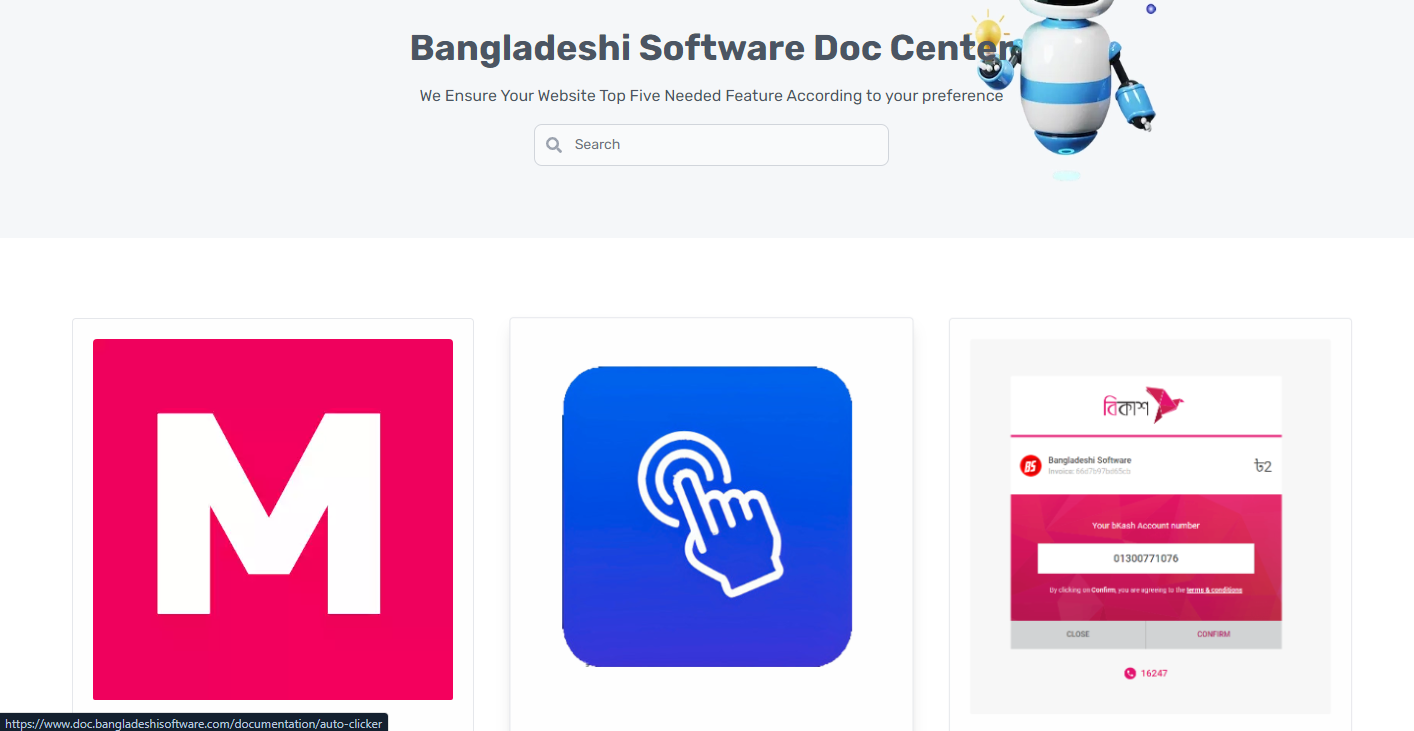 Bangladeshi Software Doc Center
We Ensure Your Website Top Five Needed Feature According to your preference
Search
M
বিকাশ
BS
Bangladeshi Software
Invoice:
৳2
Your bKash Account number
01300771076
By clicking on Confirm, you are agreeing to the terms & conditions
CLOSE
CONFIRM
16247
https://www.doc.bangladeshisoftware.com/documentation/auto-clicker